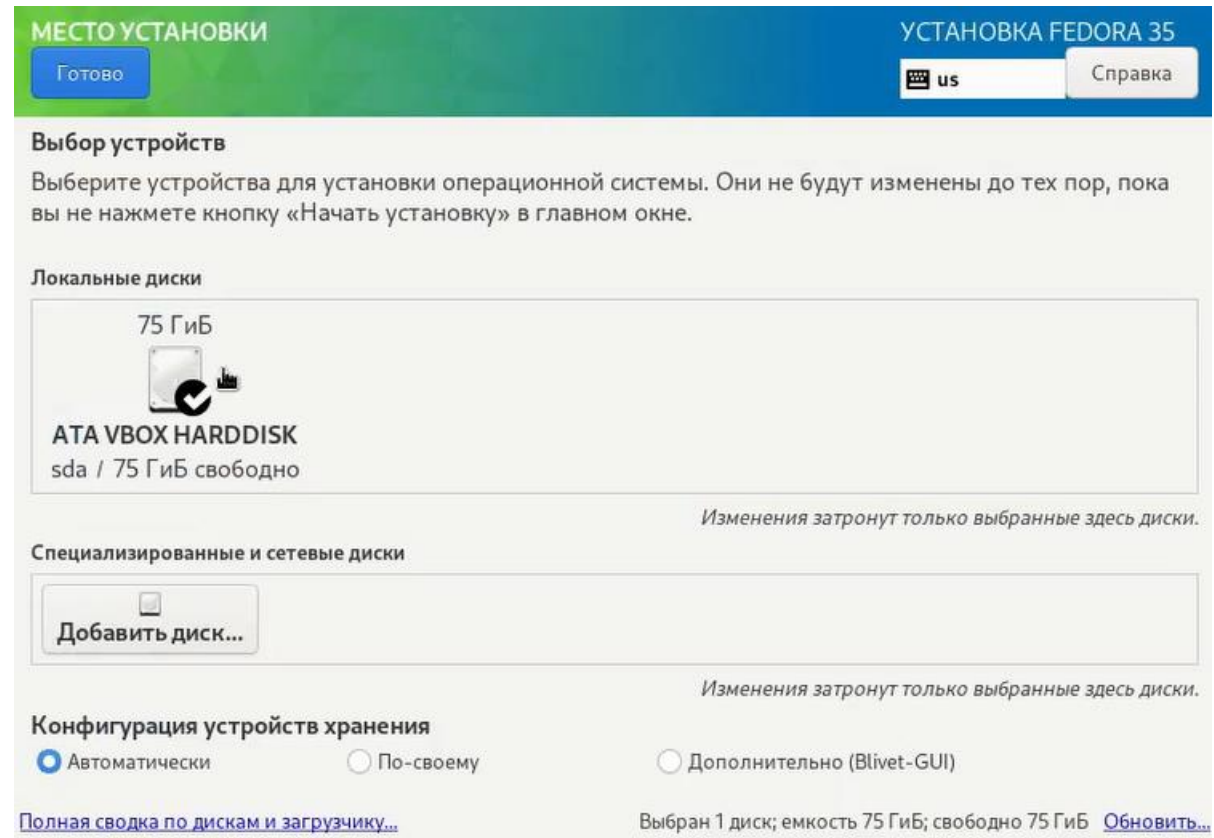 МЕСТО УСТАНОВКИ
УСТАНОВКА FEDORA 35
Готово
us
Справка
Выбор устройств
Выберите устройства для установки операционной системы. Они не будут изменены до тех пор, пока
вы не нажмете кнопку «Начать установку» в главном окне.
Локальные диски
75 ГиБ
ATA VBOX HARDDISK
sda / 75 ГиБ свободно
Изменения затронут только выбранные здесь диски.
Специализированные и сетевые диски
Добавить диск...
Изменения затронут только выбранные здесь диски.
Конфигурация устройств хранения
Автоматически По-своему Дополнительно (Blivet-GUI)
Полная сводка по дискам и загрузчику... Выбран 1 диск; емкость 75 ГиБ; свободно 75 ГиБ Обновить...